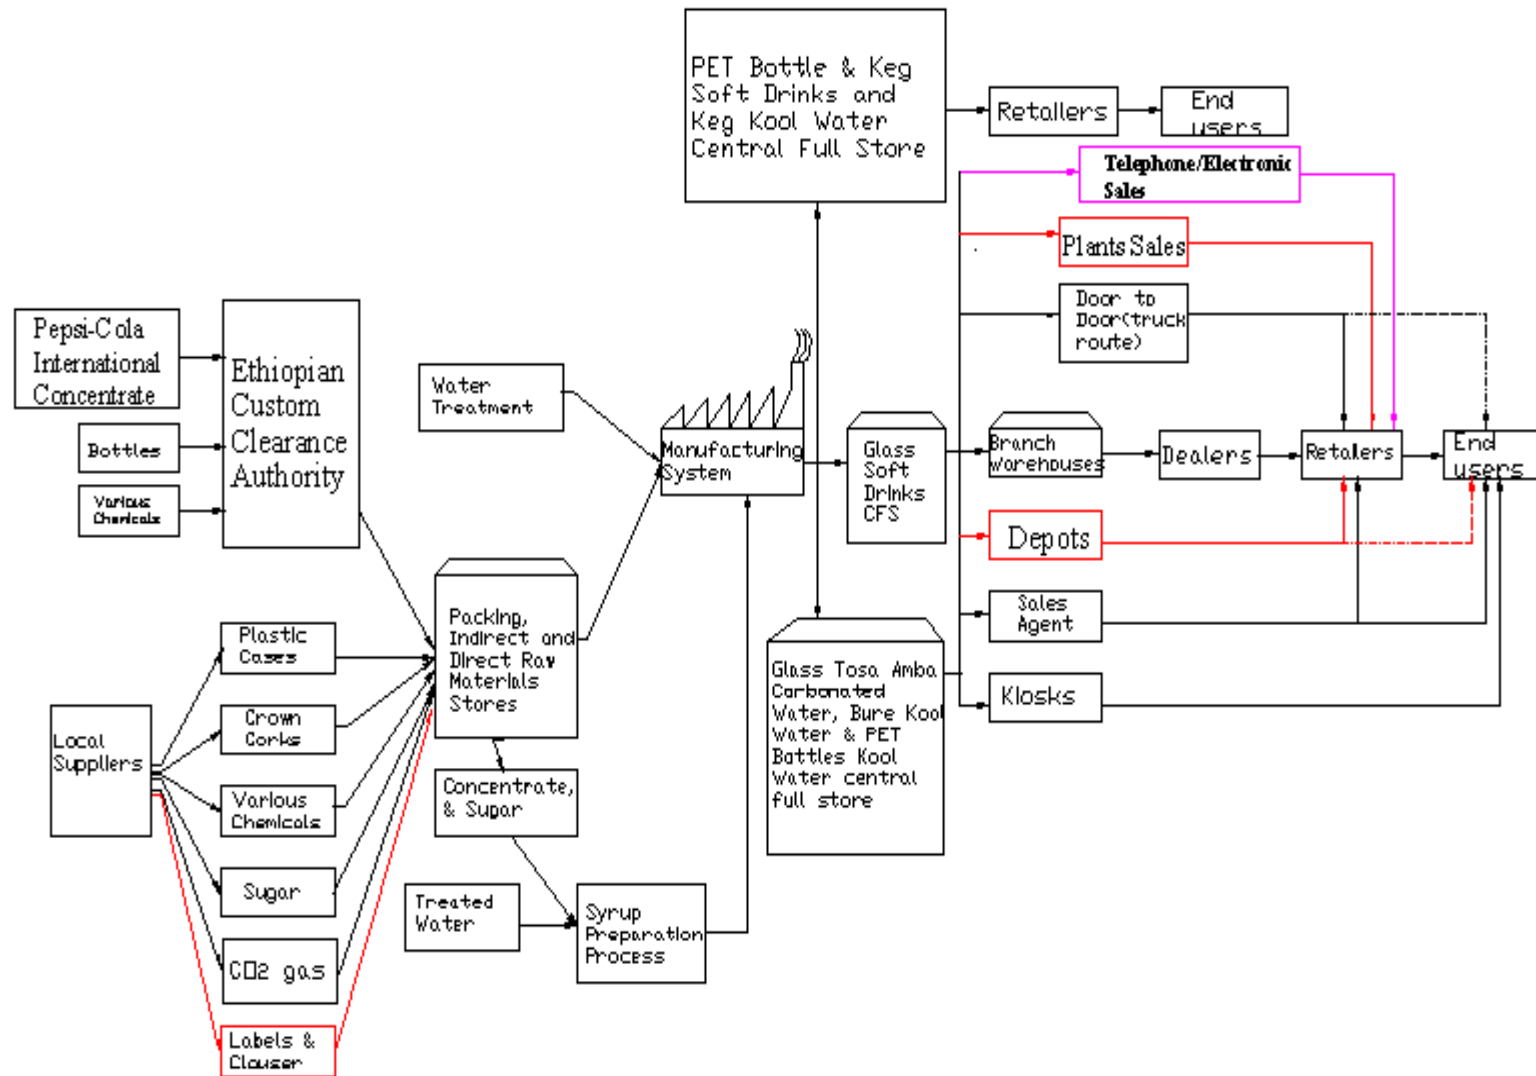 PET Bottle & Keg
Soft Drinks and
Keg Kool Water
Central Full Store
Retailers
End
users
Telephone/Electronic
Sales
Plants Sales
Door to
Door(truck
route)
Pepsi-Cola
International
Concentrate
Bottles
Various
Chemicals
Ethiopian
Custom
Clearance
Authority
Water
Treatment
Manufacturing
System
Glass
Soft
Drinks
CFS
Branch
Warehouses
Dealers
Retailers
End
users
Depots
Sales
Agent
Kiosks
Packing,
Indirect and
Direct Raw
Materials
Stores
Glass Tosa Amba
Carbonated
Water, Bure Kool
Water & PET
Battles Kool
Water central
full store
Local
Suppliers
Plastic
Cases
Crown
Corks
Various
Chemicals
Sugar
C□2 gas
Labels &
Clouser
Concentrate,
& Sugar
Treated
Water
Syrup
Preparation
Process